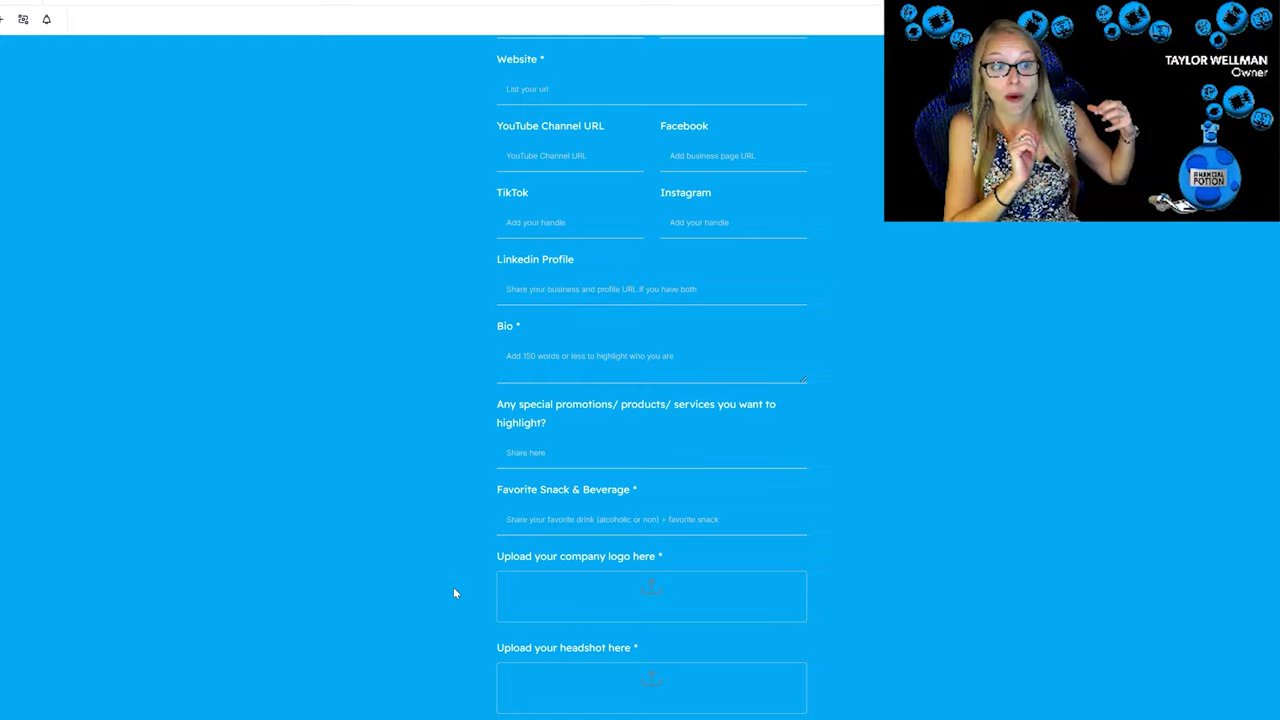 Website *
List your url
YouTube Channel URL
Facebook
YouTube Channel URL
Add business page URL
TikTok
Instagram
Add your handle
Add your handle
Linkedin Profile
Share your business and profile URL if you have both
Bio *
Add 150 words or less to highlight who you are
Any special promotions/ products/ services you want to
highlight?
Share here
Favorite Snack & Beverage *
Share your favorite drink (alcoholic or non) + favorite snack
Upload your company logo here *
Upload your headshot here *
TAYLOR WELLMAN
Owner
FINANCIAL
POTION